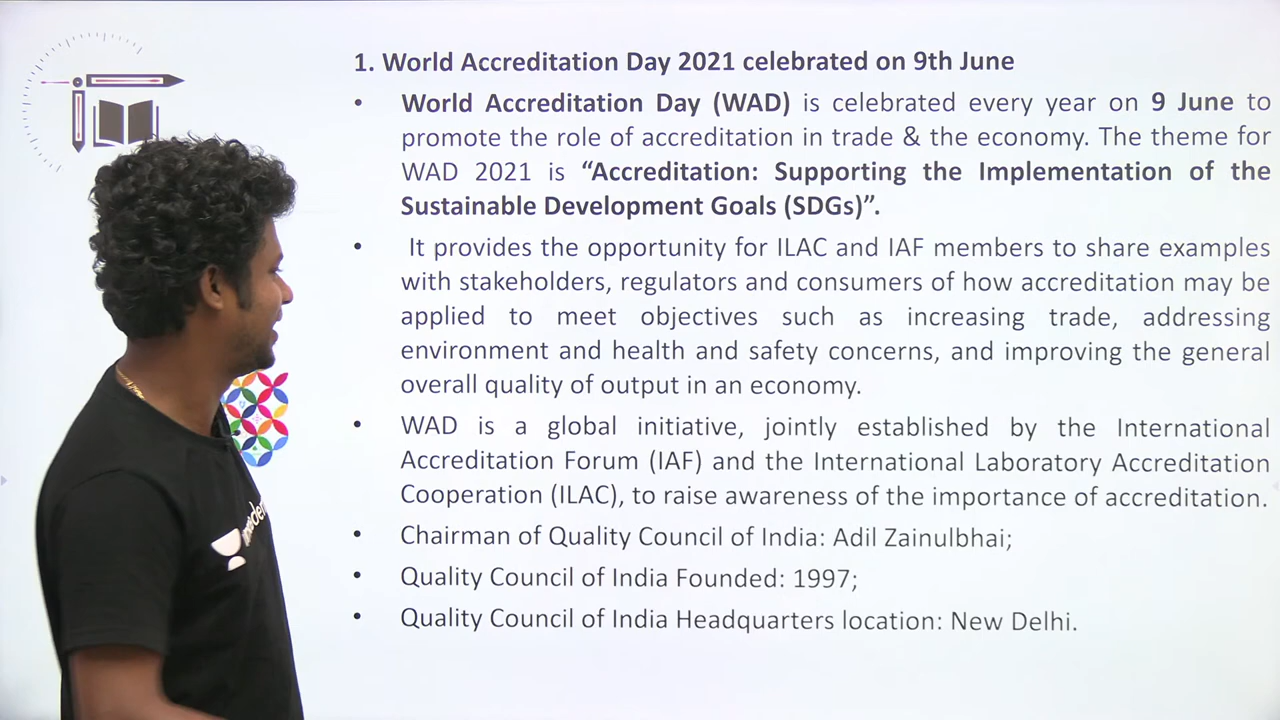 1. World Accreditation Day 2021 celebrated on 9th June
• World Accreditation Day (WAD) is celebrated every year on 9 June to
promote the role of accreditation in trade & the economy. The theme for
WAD 2021 is “Accreditation: Supporting the Implementation of the
Sustainable Development Goals (SDGs)”.
• It provides the opportunity for ILAC and IAF members to share examples
with stakeholders, regulators and consumers of how accreditation may be
applied to meet objectives such as increasing trade, addressing
environment and health and safety concerns, and improving the general
overall quality of output in an economy.
• WAD is a global initiative, jointly established by the International
Accreditation Forum (IAF) and the International Laboratory Accreditation
Cooperation (ILAC), to raise awareness of the importance of accreditation.
• Chairman of Quality Council of India: Adil Zainulbhai;
• Quality Council of India Founded: 1997;
• Quality Council of India Headquarters location: New Delhi.